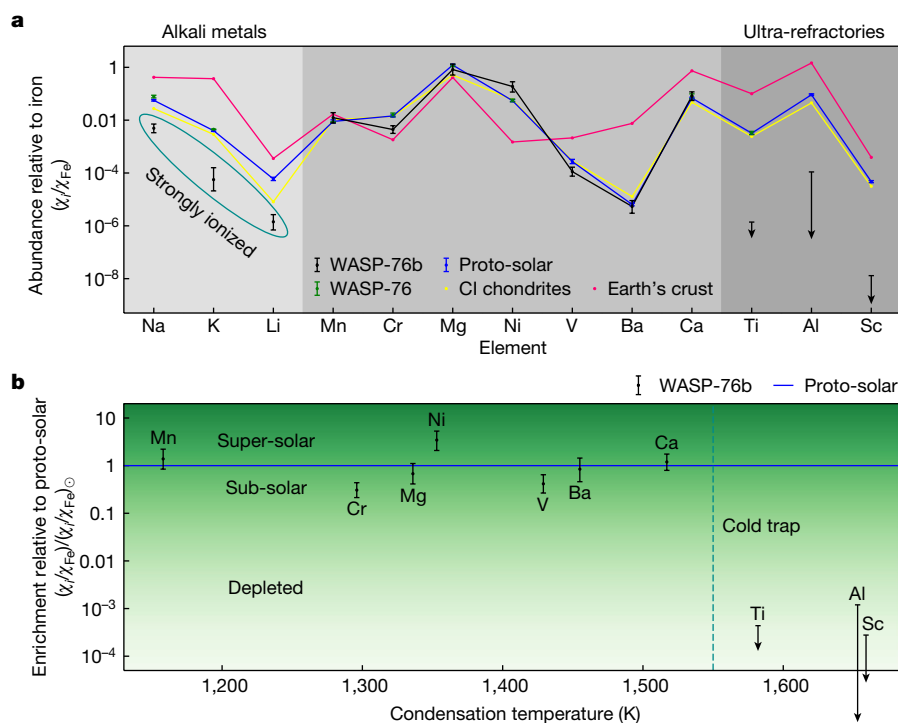 a
Alkali metals
Ultra-refractories
Abundance relative to iron
(χi/χFe)
1
0.01
10⁻⁴
10⁻⁶
10⁻⁸
Strongly ionized
WASP-76b
Proto-solar
WASP-76
CI chondrites
Earth's crust
Na K Li Mn Cr Mg Ni V Ba Ca Ti Al Sc
Element
b
WASP-76b
Proto-solar
Enrichment relative to proto-solar
(χi/χFe)/(χi/χFe)⊙
10
1
0.1
0.01
10⁻³
10⁻⁴
Mn
Super-solar
Ni
Ca
Sub-solar
Cr
Mg
V
Ba
Cold trap
Depleted
Ti
Al
Sc
1,200 1,300 1,400 1,500 1,600
Condensation temperature (K)